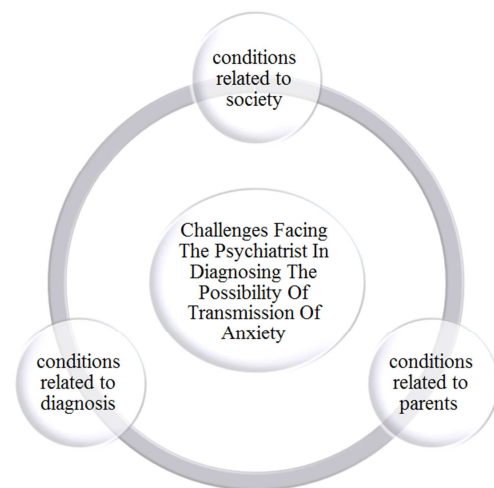 conditions
related to
society
Challenges Facing
The Psychiatrist In
Diagnosing The
Possibility Of
Transmission Of
Anxiety
conditions
related to
diagnosis
conditions
related to
parents